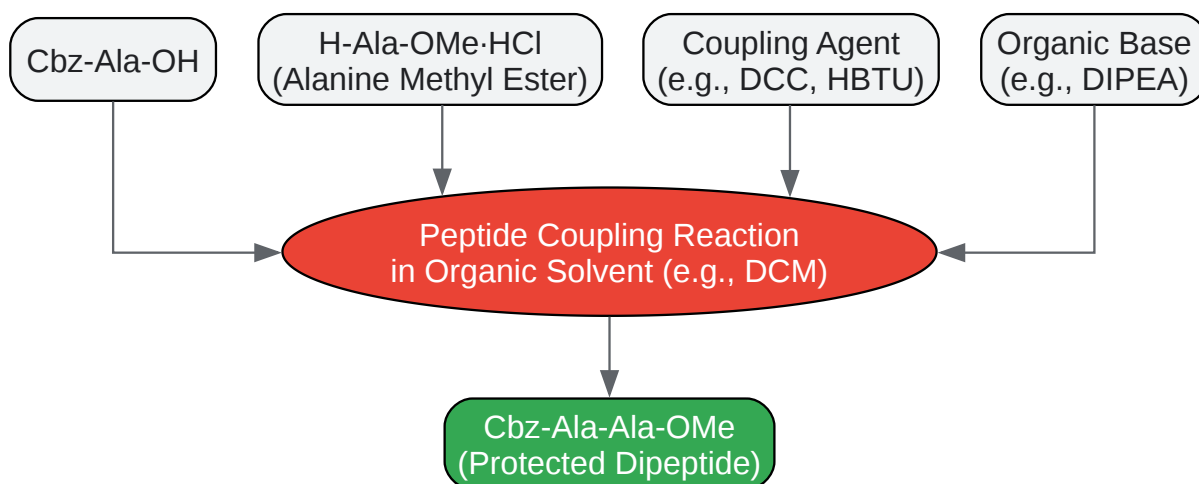 Cbz-Ala-OH
H-Ala-OMe·HCl
(Alanine Methyl Ester)
Coupling Agent
(e.g., DCC, HBTU)
Organic Base
(e.g., DIPEA)
Peptide Coupling Reaction
in Organic Solvent (e.g., DCM)
Cbz-Ala-Ala-OMe
(Protected Dipeptide)